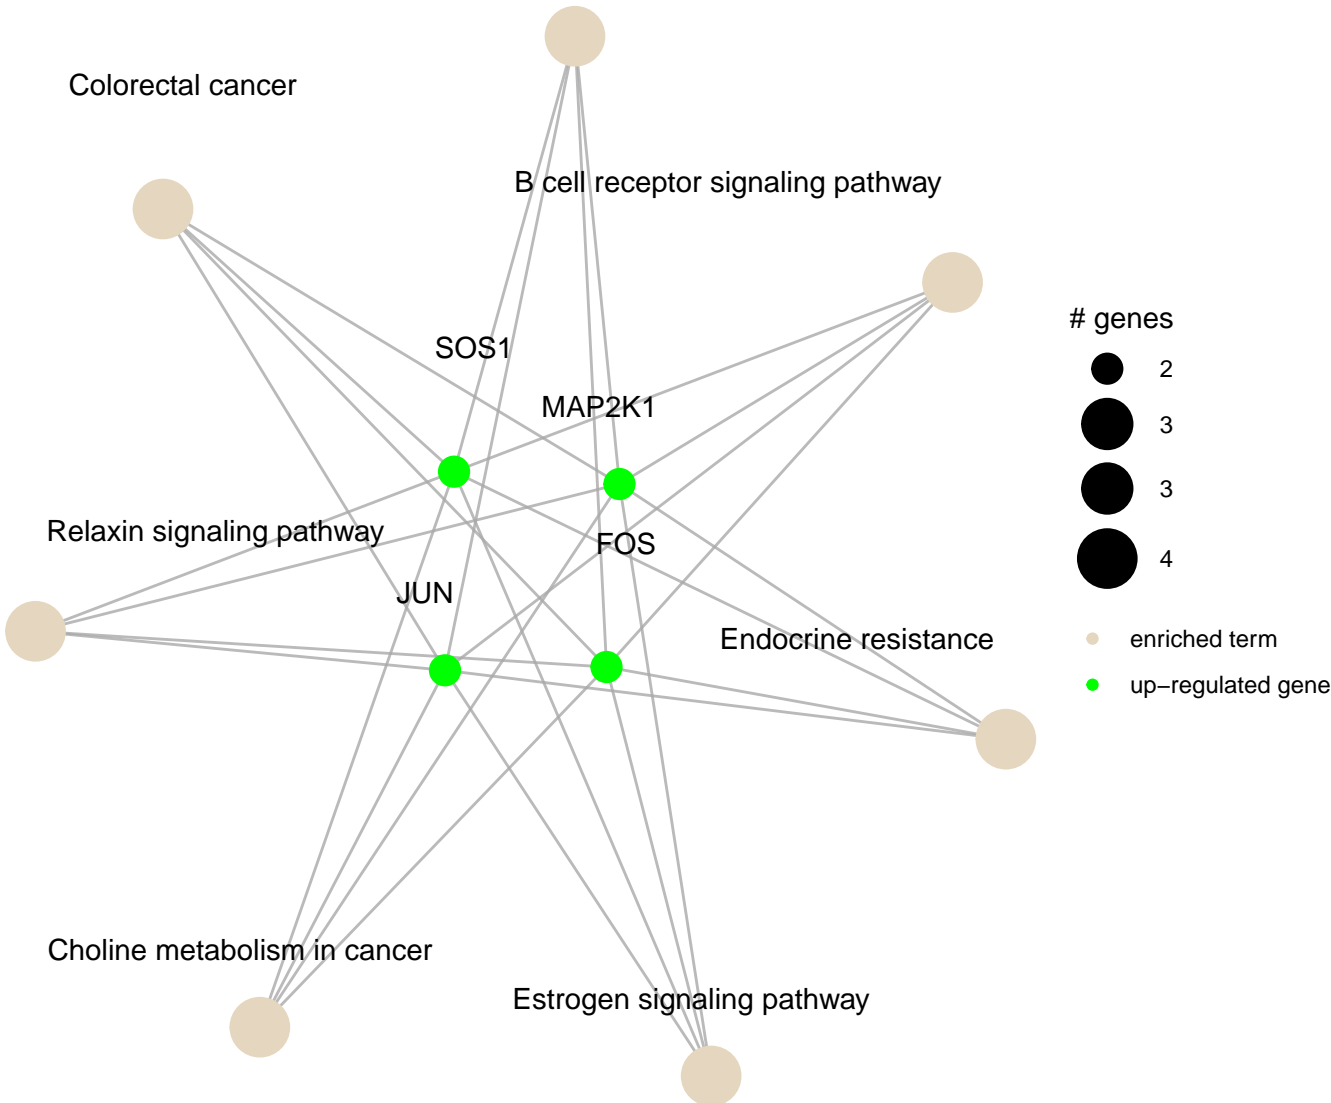 Colorectal cancer
B cell receptor signaling pathway
# genes
SOS1
2
MAP2K1
3
3
Relaxin signaling pathway
FOS
4
JUN
Endocrine resistance
enriched term
up−regulated gene
Choline metabolism in cancer
Estrogen signaling pathway